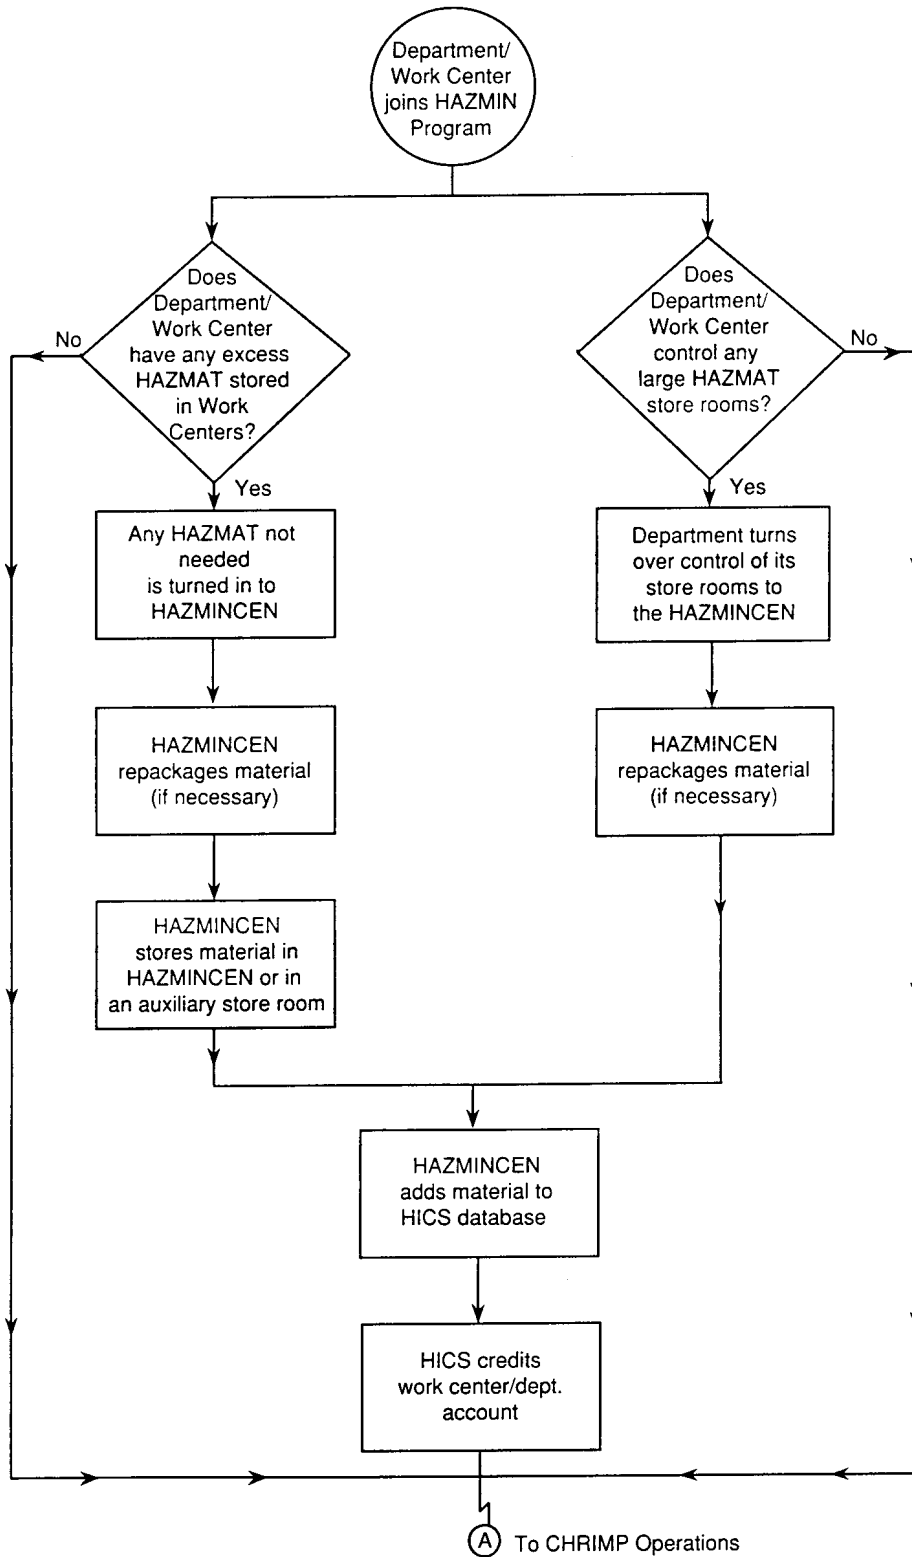 Department/
Work Center
joins HAZMIN
Program
Does
Department/
Work Center
have any excess
HAZMAT stored
in Work
Centers?
No
Yes
Does
Department/
Work Center
control any
large HAZMAT
store rooms?
No
Yes
Any HAZMAT not
needed
is turned in to
HAZMINCEN
Department turns
over control of its
store rooms to
the HAZMINCEN
HAZMINCEN
repackages material
(if necessary)
HAZMINCEN
repackages material
(if necessary)
HAZMINCEN
stores material in
HAZMINCEN or in
an auxiliary store room
HAZMINCEN
adds material to
HICS database
HICS credits
work center/dept.
account
A To CHRIMP Operations